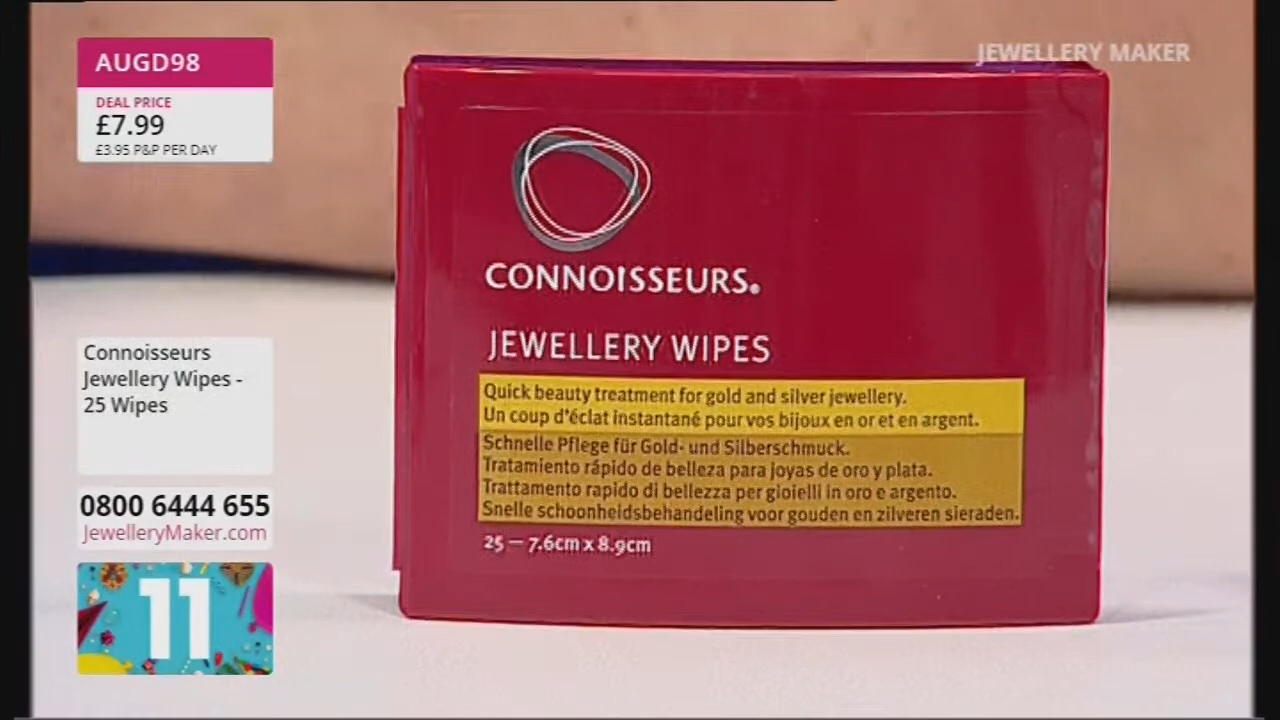 AUGD98
DEAL PRICE
£7.99
£3.95 P&P PER DAY
JEWELLERY MAKER
CONNOISSEURS.
JEWELLERY WIPES
Quick beauty treatment for gold and silver jewellery.
Un coup d'éclat instantané pour vos bijoux en or et en argent.
Schnelle Pflege für Gold- und Silberschmuck.
Tratamiento rápido de belleza para joyas de oro y plata.
Trattamento rapido di bellezza per gioielli in oro e argento.
Snelle schoonheidsbehandeling voor gouden en zilveren sieraden.
25 – 7.6cm x 8.9cm
Connoisseurs
Jewellery Wipes -
25 Wipes
0800 6444 655
JewelleryMaker.com
11